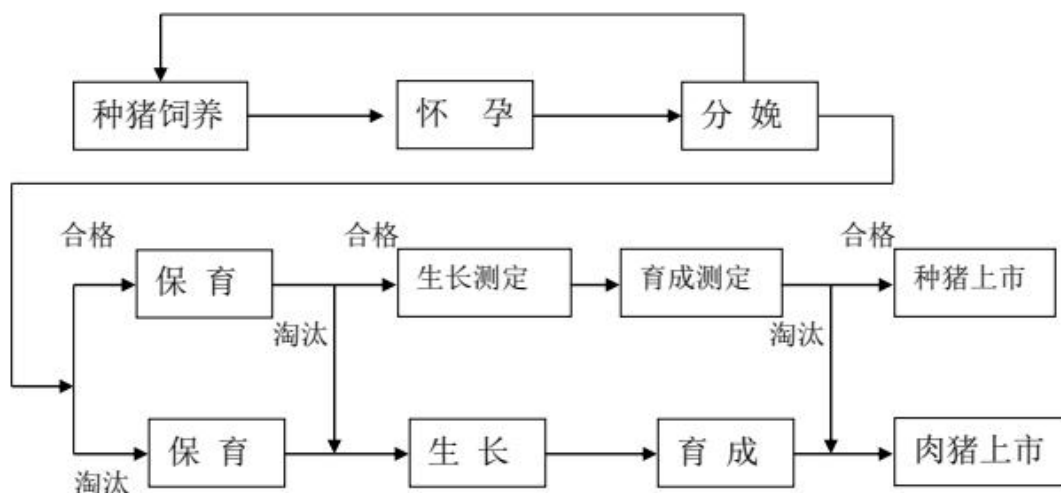 种猪饲养
怀 孕
分 娩
合格
合格
合格
保 育
生长测定
育成测定
种猪上市
淘汰
淘汰
保 育
生 长
育 成
肉猪上市
淘汰